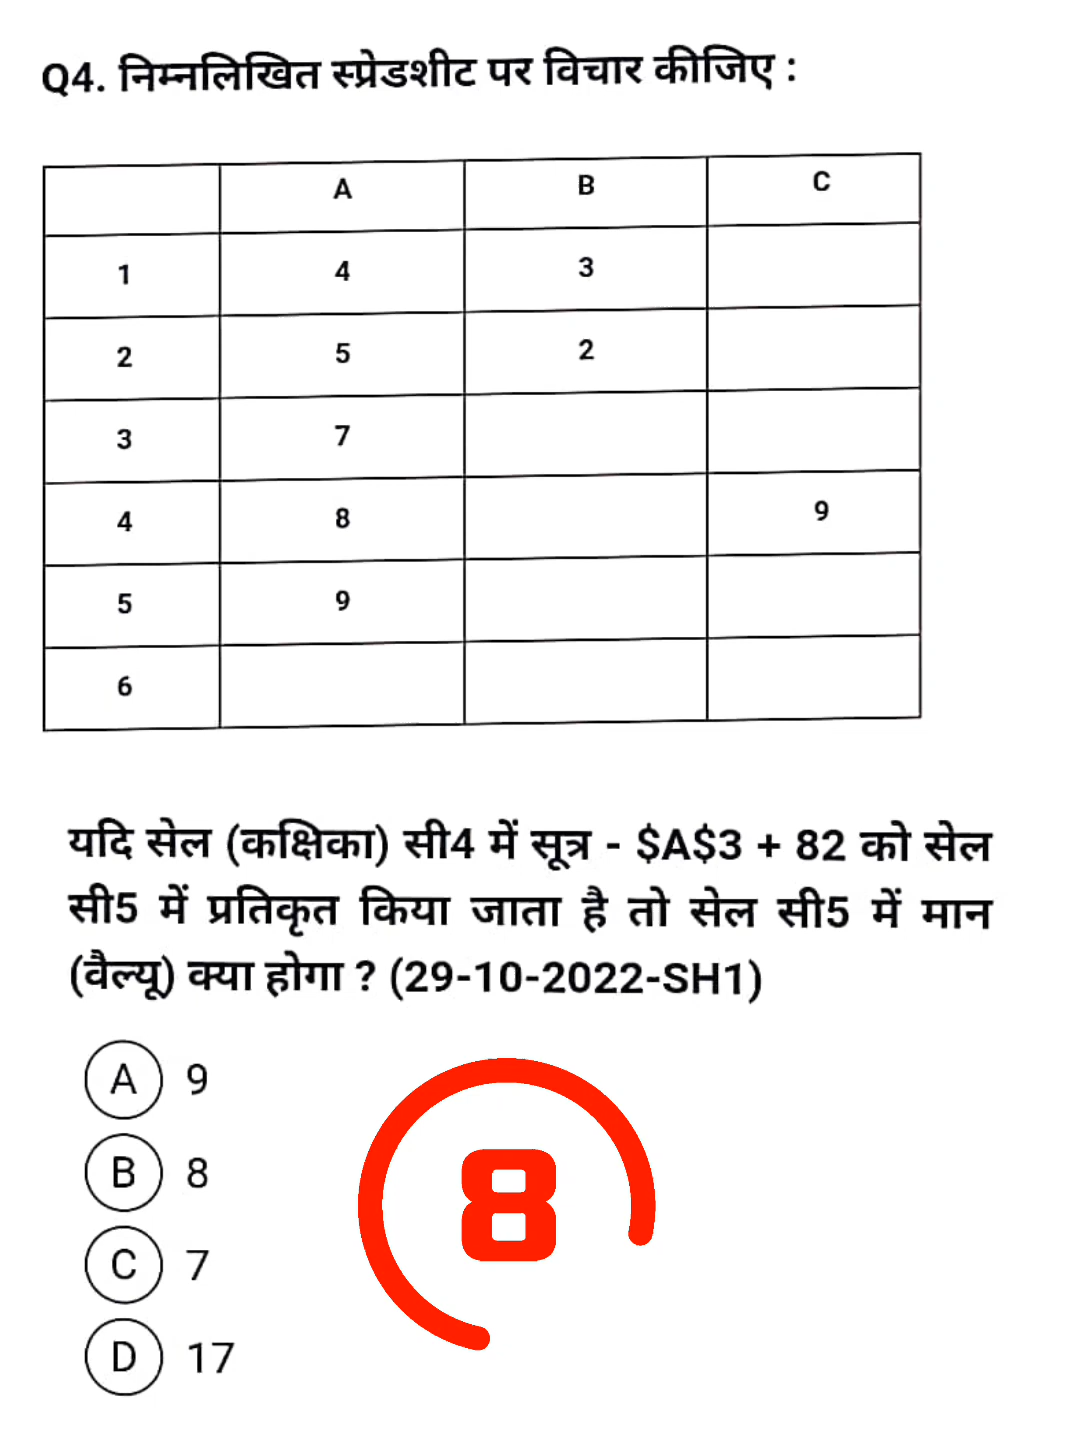 Q4. निम्नलिखित स्प्रेडशीट पर विचार कीजिए :
A B C
1 4 3
2 5 2
3 7
4 8 9
5 9
6
यदि सेल (कक्षिका) सी4 में सूत्र - $A$3 + 82 को सेल
सी5 में प्रतिकृत किया जाता है तो सेल सी5 में मान
(वैल्यू) क्या होगा ? (29-10-2022-SH1)
A 9
B 8
C 7
D 17
8